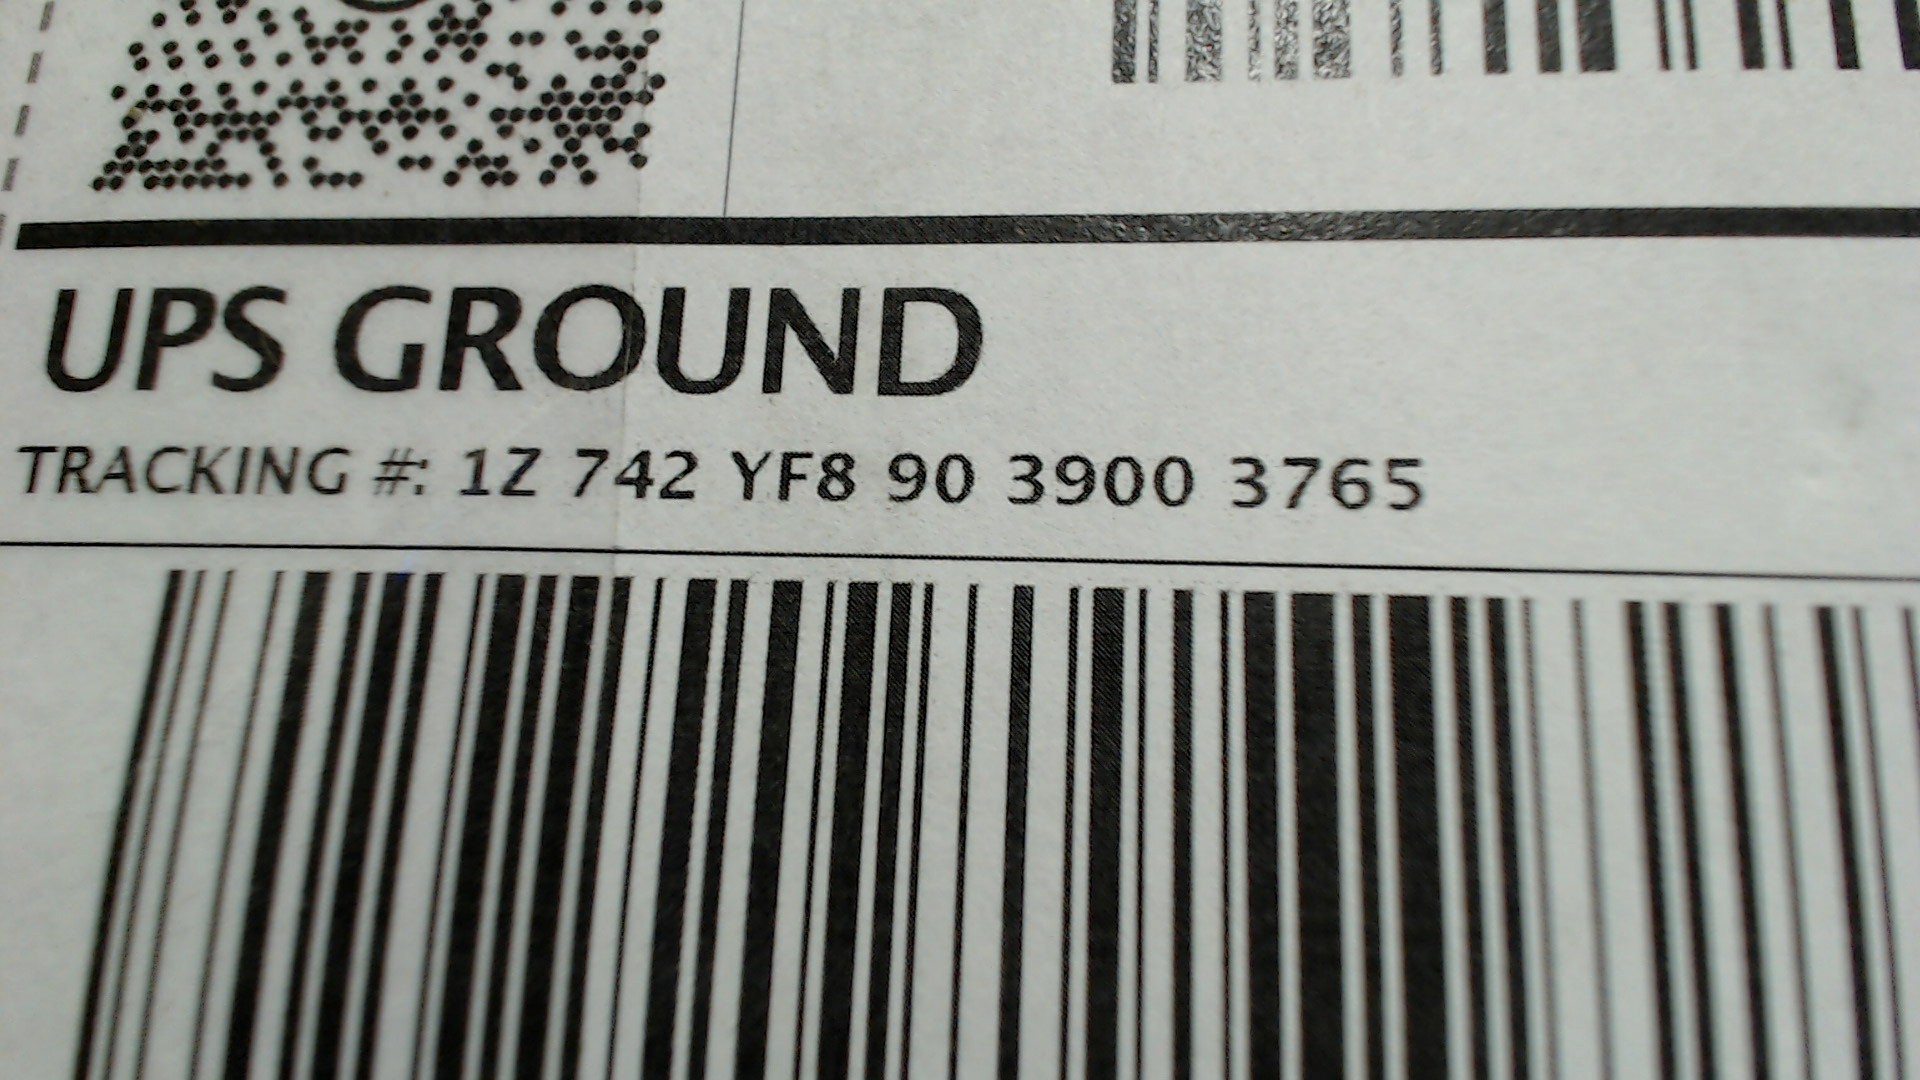 UPS GROUND
TRACKING #: 1Z 742 YF8 90 3900 3765